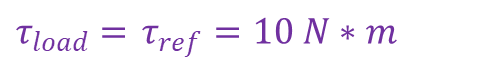 τ_load = τ_ref = 10 N * m